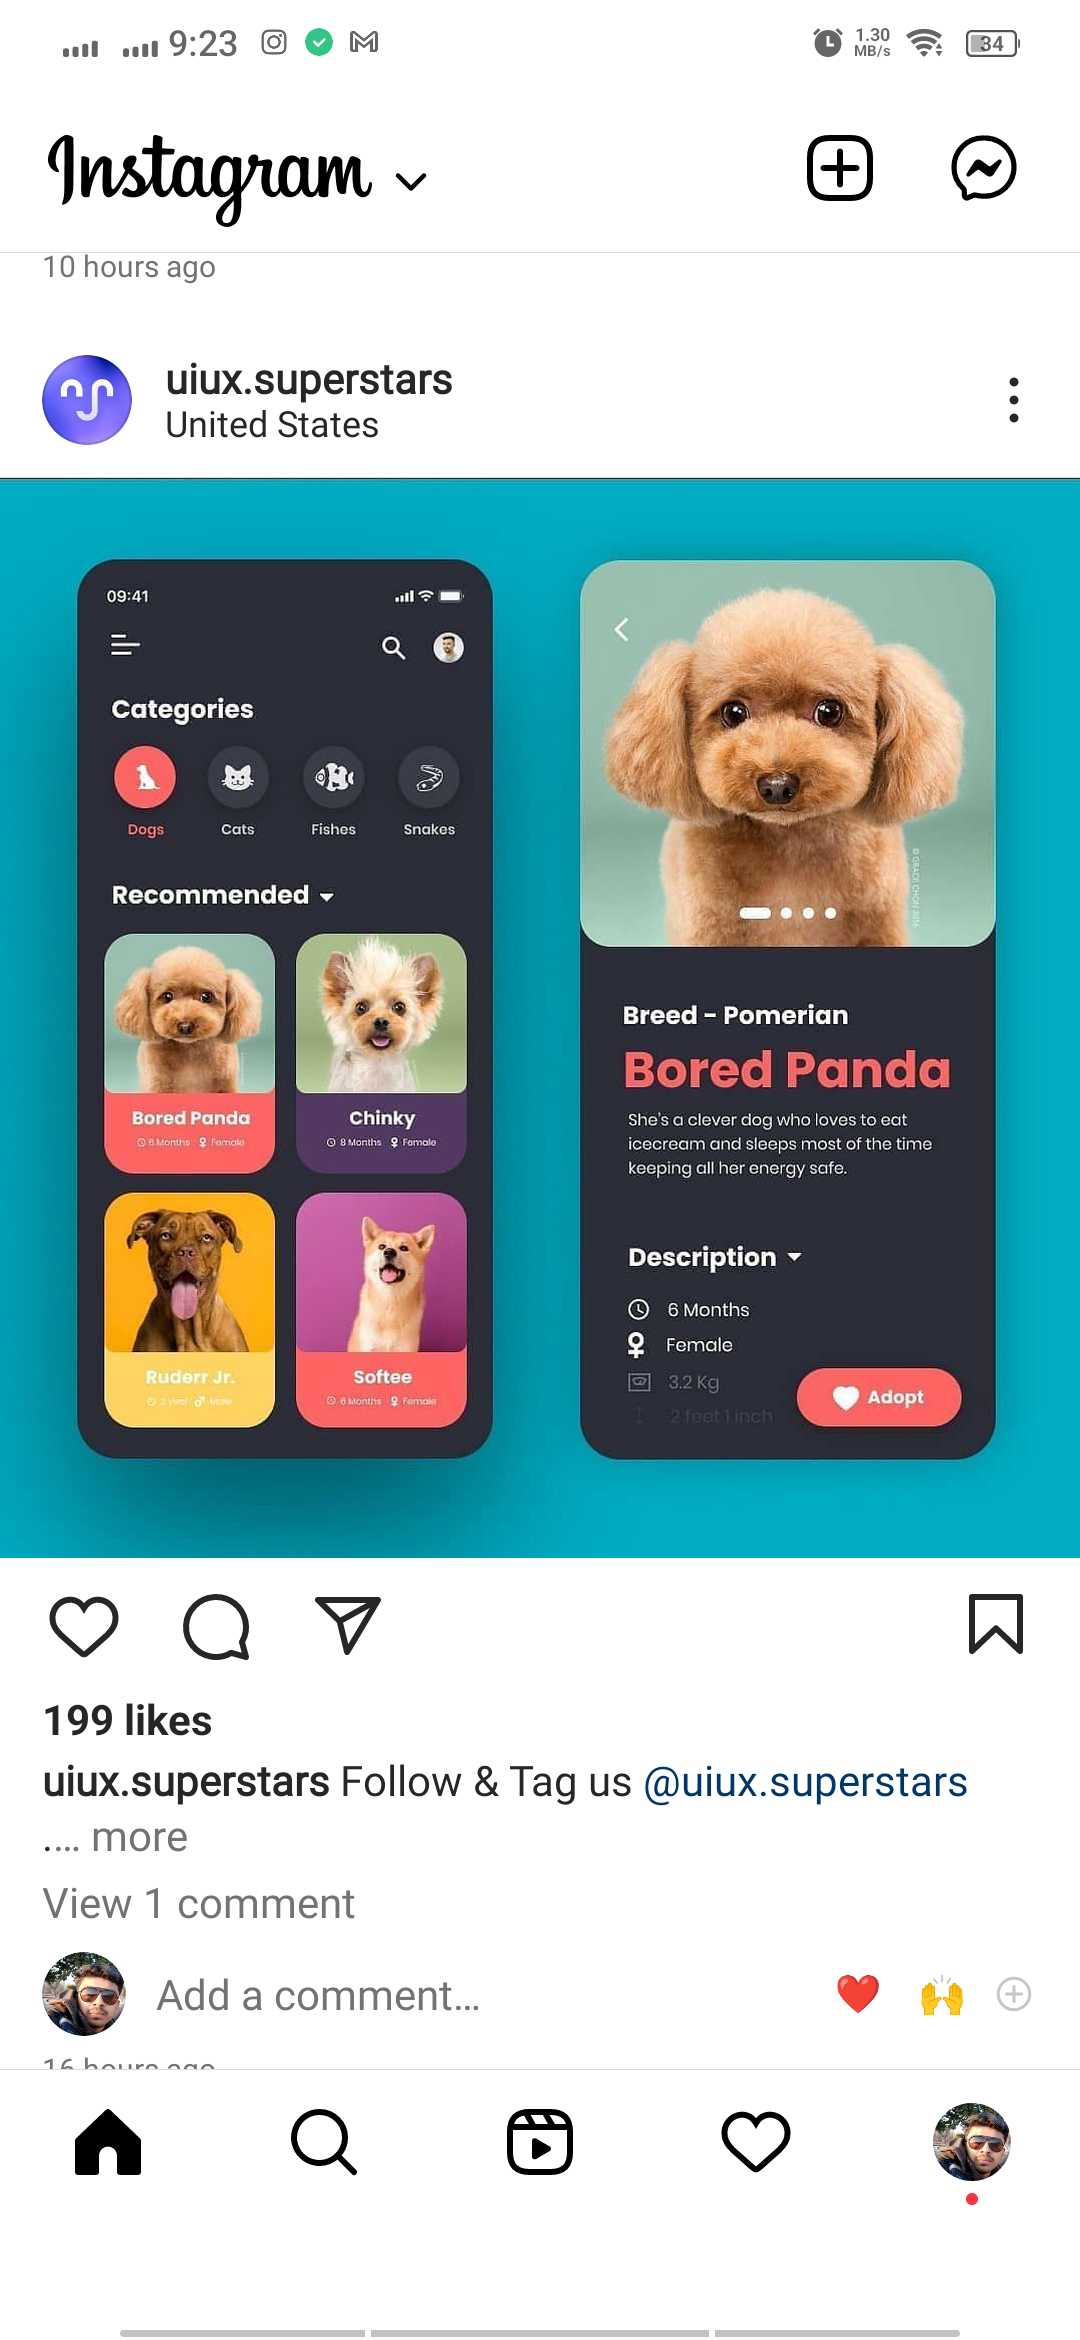 9:23
1.30
MB/s
34
Instagram
10 hours ago
uiux.superstars
United States
09:41
Categories
Dogs Cats Fishes Snakes
Recommended
Bored Panda
6 Months Female
Chinky
8 Months Female
Ruderr Jr.
Male
Softee
6 Months Female
Breed - Pomerian
Bored Panda
She's a clever dog who loves to eat
icecream and sleeps most of the time
keeping all her energy safe.
Description
6 Months
Female
3.2 Kg
2 feet 1 inch
Adopt
199 likes
uiux.superstars Follow & Tag us @uiux.superstars
.... more
View 1 comment
Add a comment...
16 hours ago